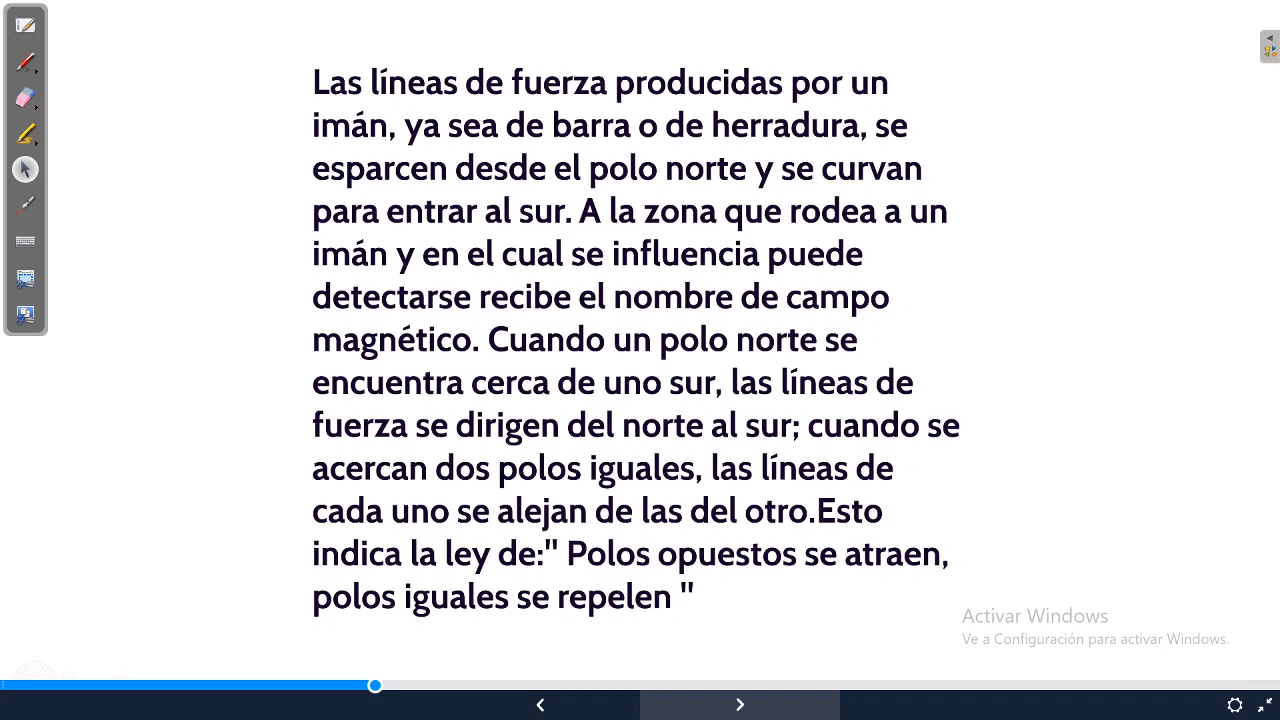 Las líneas de fuerza producidas por un
imán, ya sea de barra o de herradura, se
esparcen desde el polo norte y se curvan
para entrar al sur. A la zona que rodea a un
imán y en el cual se influencia puede
detectarse recibe el nombre de campo
magnético. Cuando un polo norte se
encuentra cerca de uno sur, las líneas de
fuerza se dirigen del norte al sur; cuando se
acercan dos polos iguales, las líneas de
cada uno se alejan de las del otro.Esto
indica la ley de:" Polos opuestos se atraen,
polos iguales se repelen "
Activar Windows
Ve a Configuración para activar Windows.